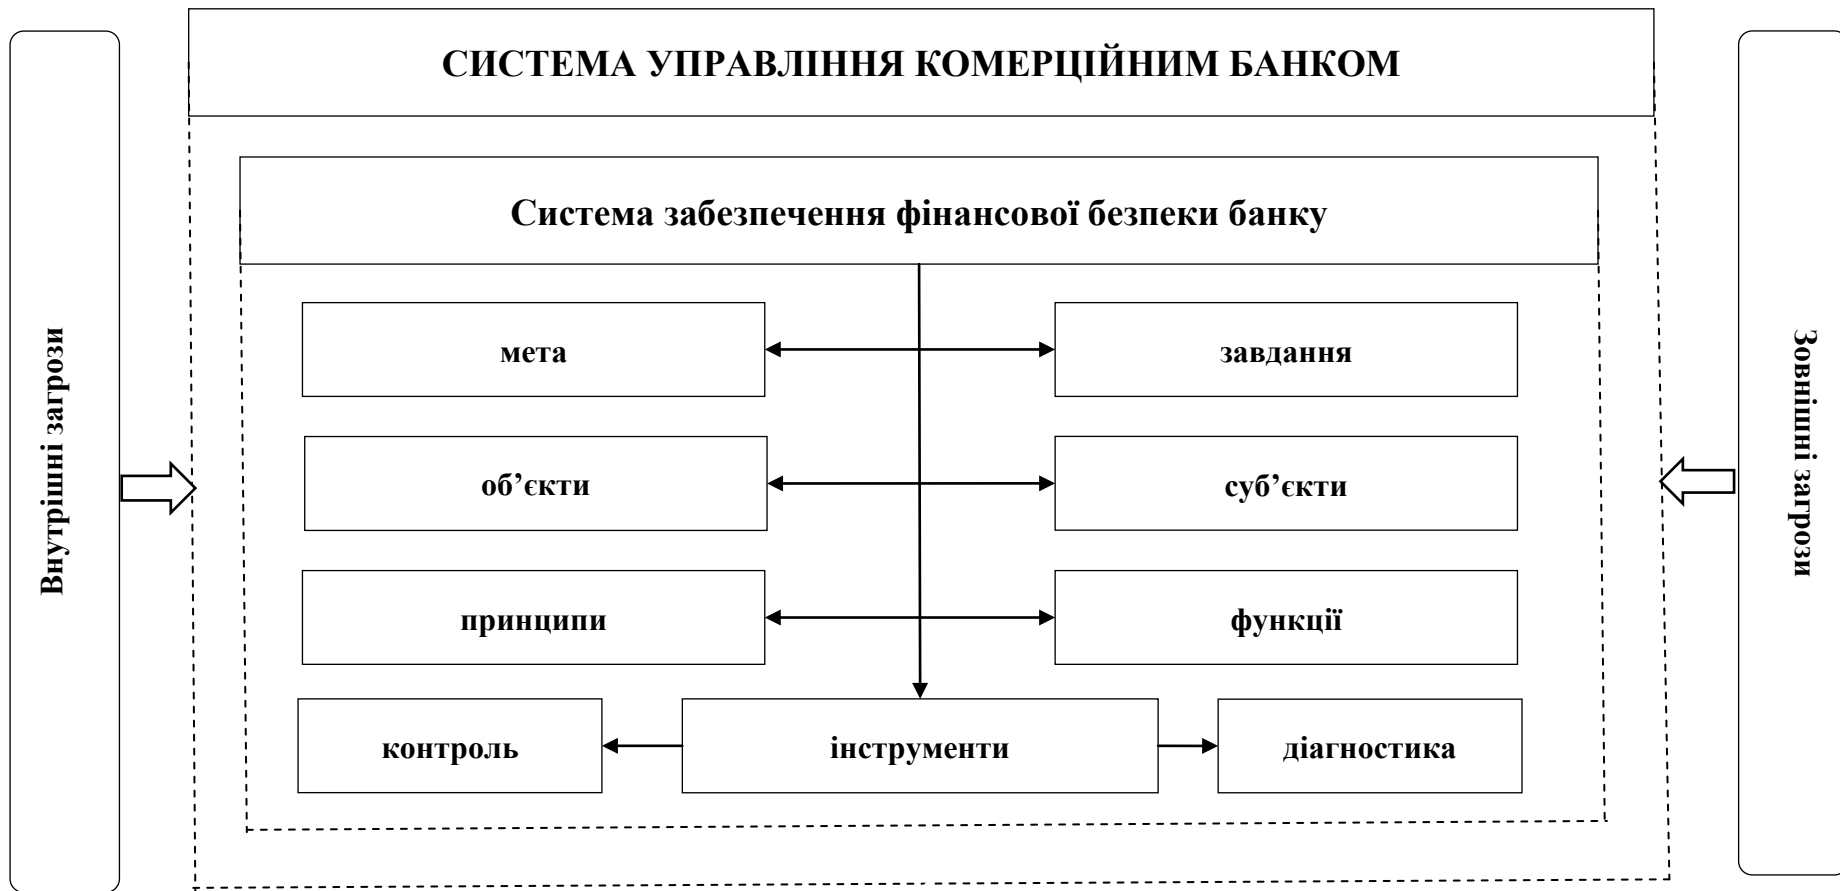 СИСТЕМА УПРАВЛІННЯ КОМЕРЦІЙНИМ БАНКОМ
Система забезпечення фінансової безпеки банку
Внутрішні загрози
мета
завдання
об’єкти
суб’єкти
принципи
функції
контроль
інструменти
діагностика
Зовнішні загрози